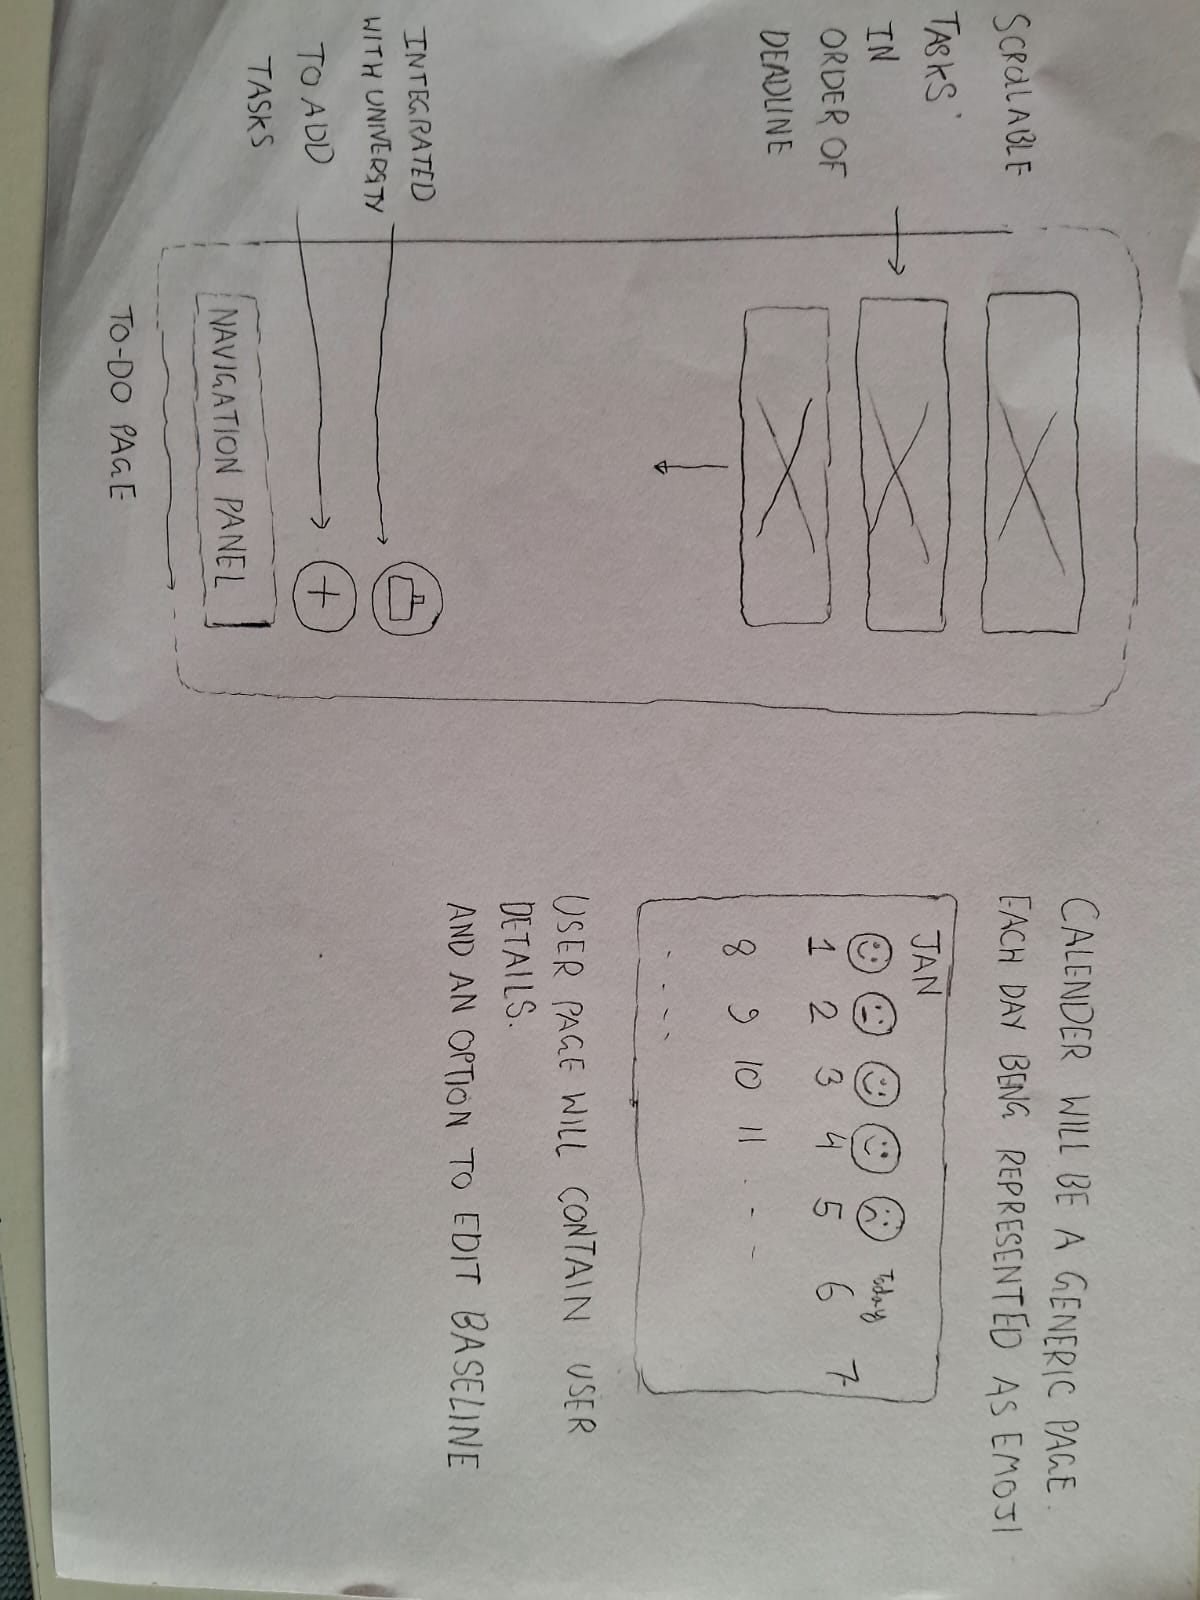 SCROLABLE
TASKS
IN
ORDER OF
DEADLINE
INTEGRATED
WITH UNIVERSITY
TO ADD
TASKS
+
NAVIGATION PANEL
TO-DO PAGE
CALENDER WILL BE A GENERIC PAGE.
EACH DAY BEING REPRESENTED AS EMOJI
JAN
Today
1 2 3 4 5 6 7
8 9 10 11 . - -
USER PAGE WILL CONTAIN USER
DETAILS.
AND AN OPTION TO EDIT BASELINE